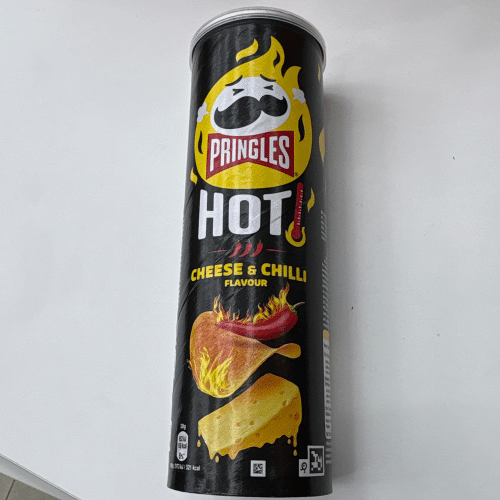 PRINGLES
HOT
CHEESE & CHILLI
FLAVOUR